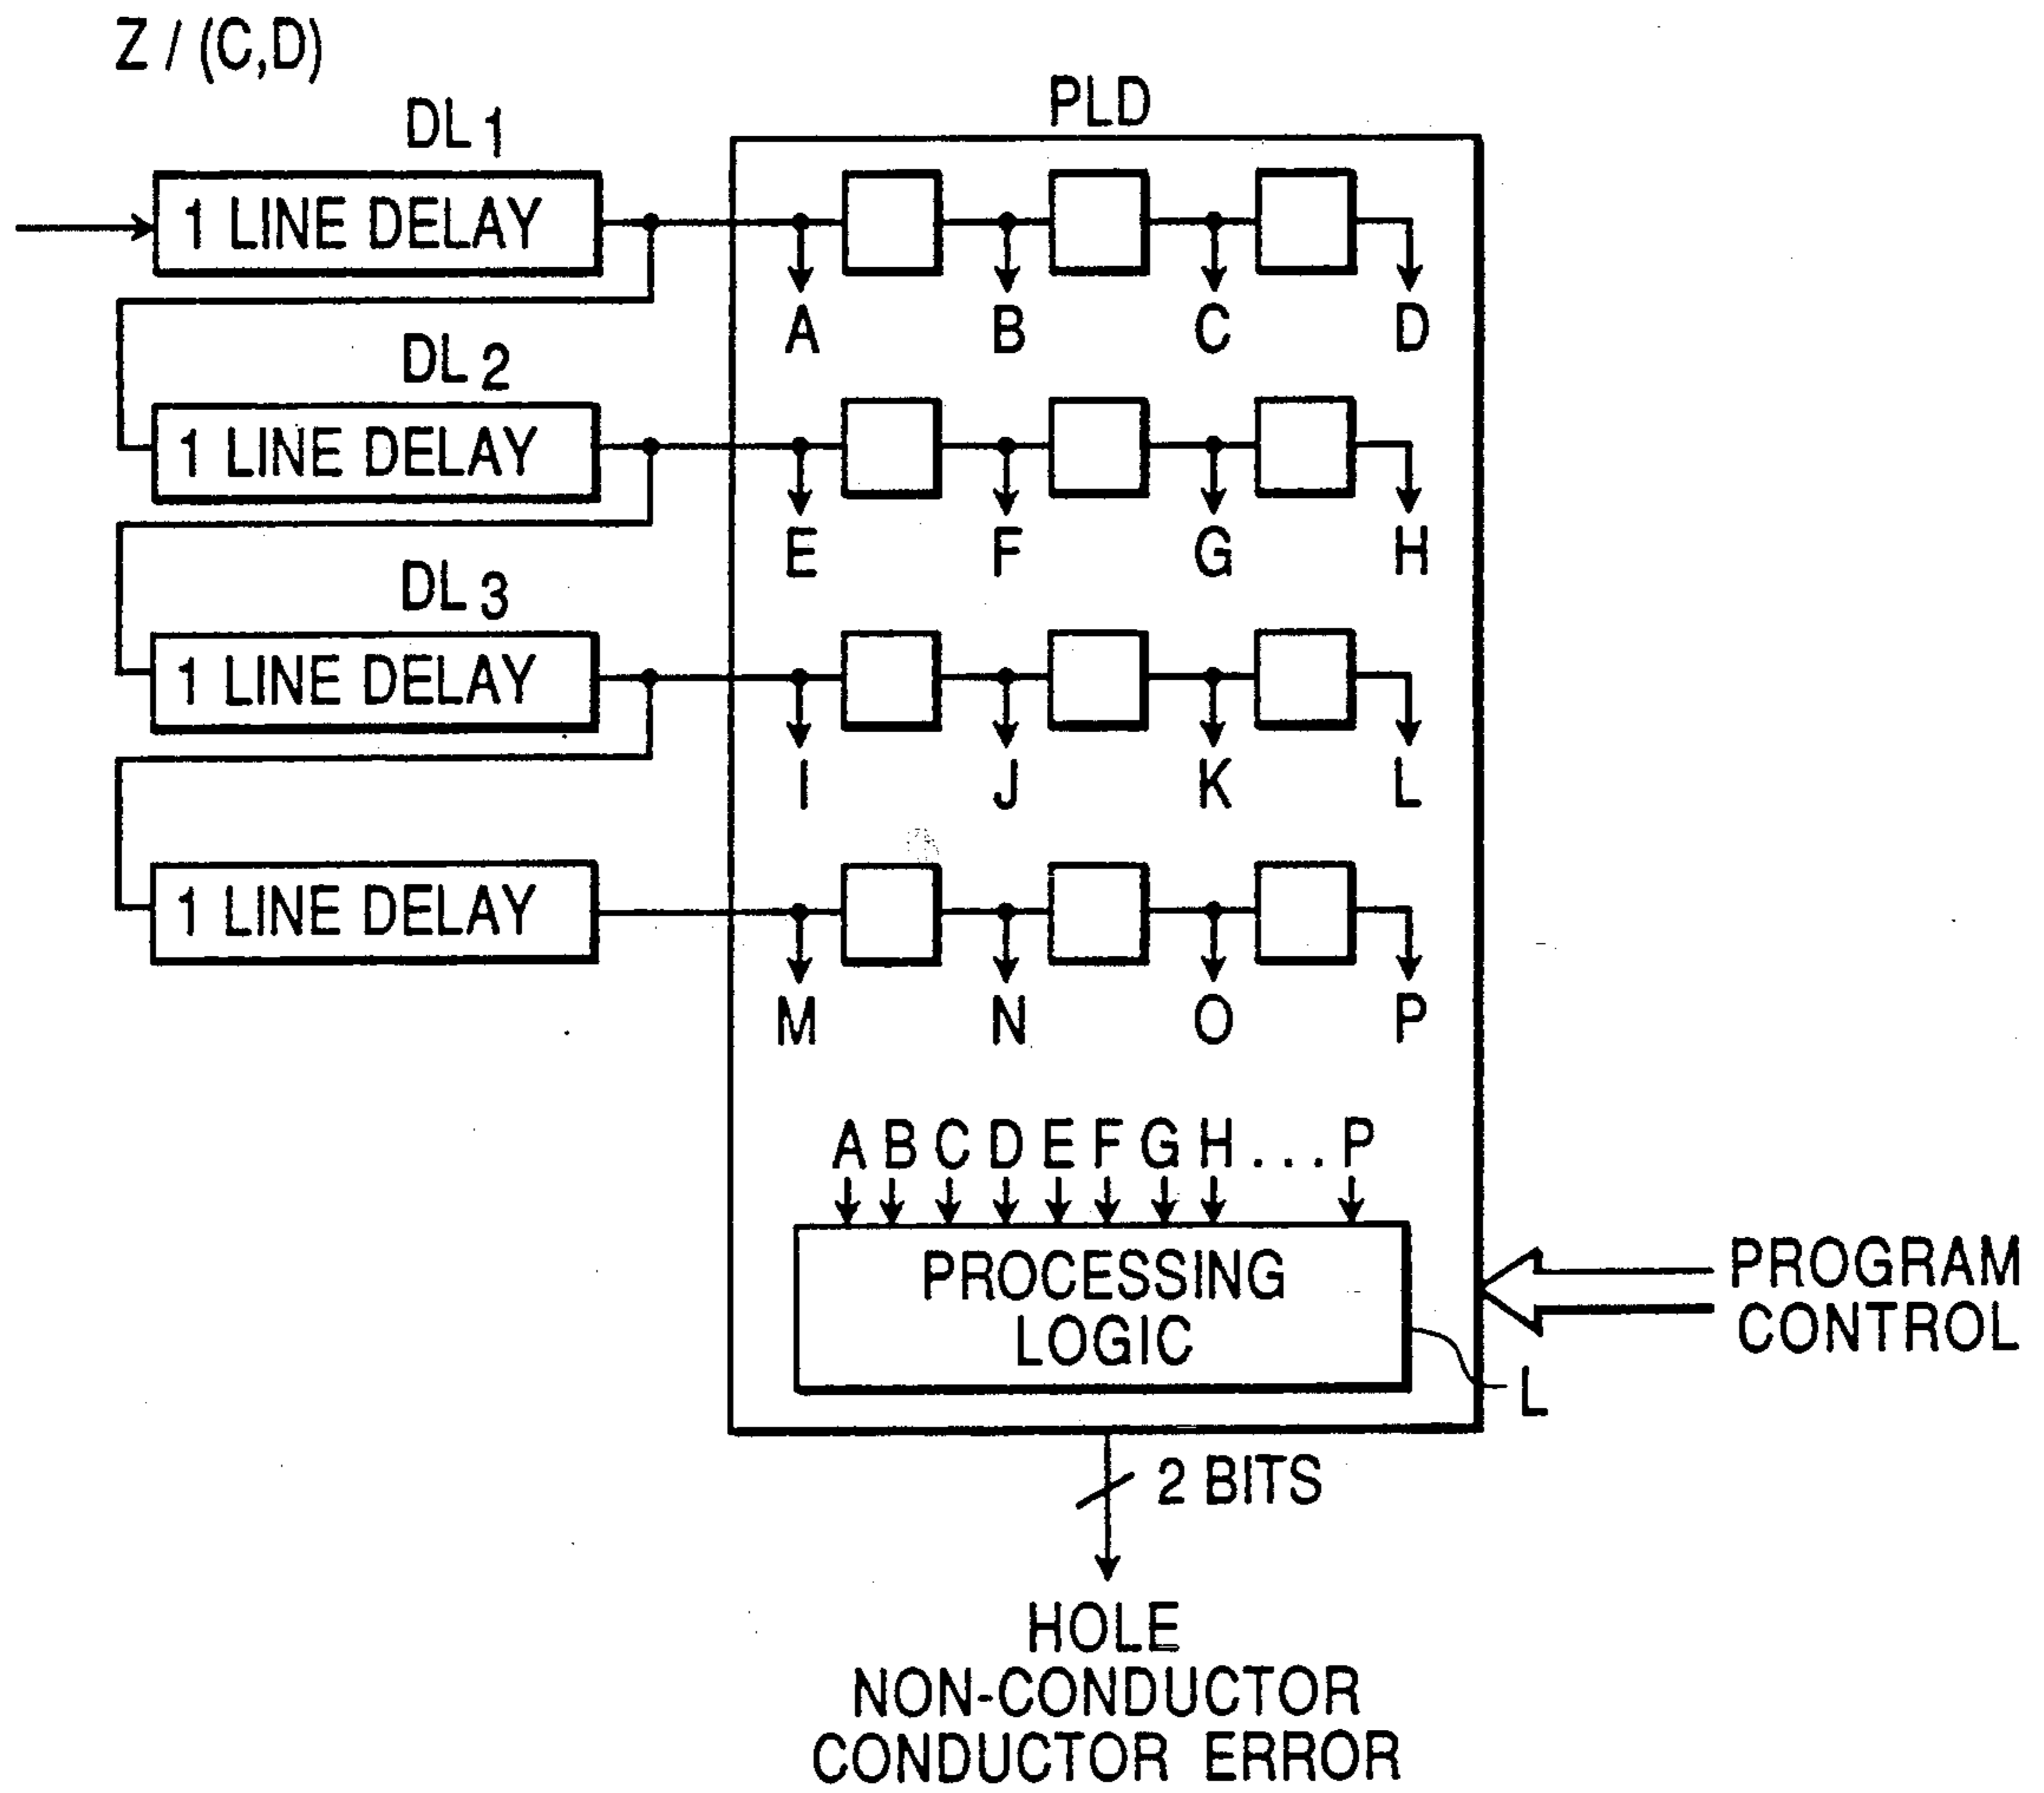 Z / (C,D)
PLD
DL 1
1 LINE DELAY
A B C D
DL 2
1 LINE DELAY
E F G H
DL 3
1 LINE DELAY
I J K L
1 LINE DELAY
M N O P
A B C D E F G H . . . P
PROCESSING
LOGIC
PROGRAM
CONTROL
L
2 BITS
HOLE
NON-CONDUCTOR
CONDUCTOR ERROR